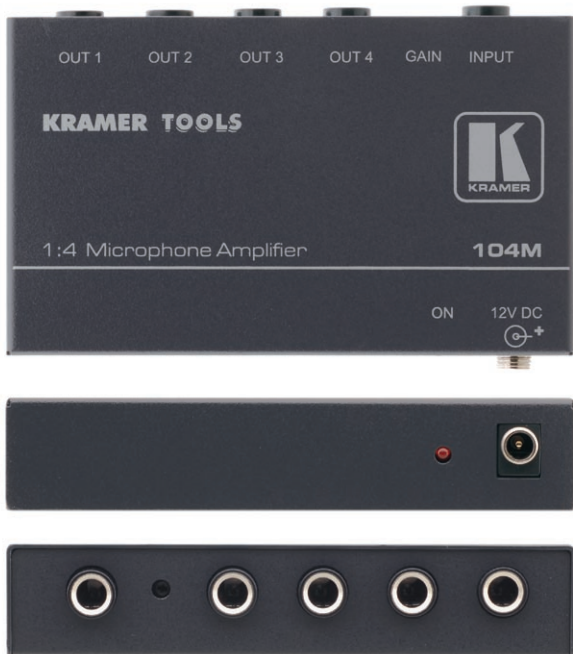 OUT 1 OUT 2 OUT 3 OUT 4 GAIN INPUT
KRAMER TOOLS
KRAMER
1:4 Microphone Amplifier 104M
ON 12V DC
+